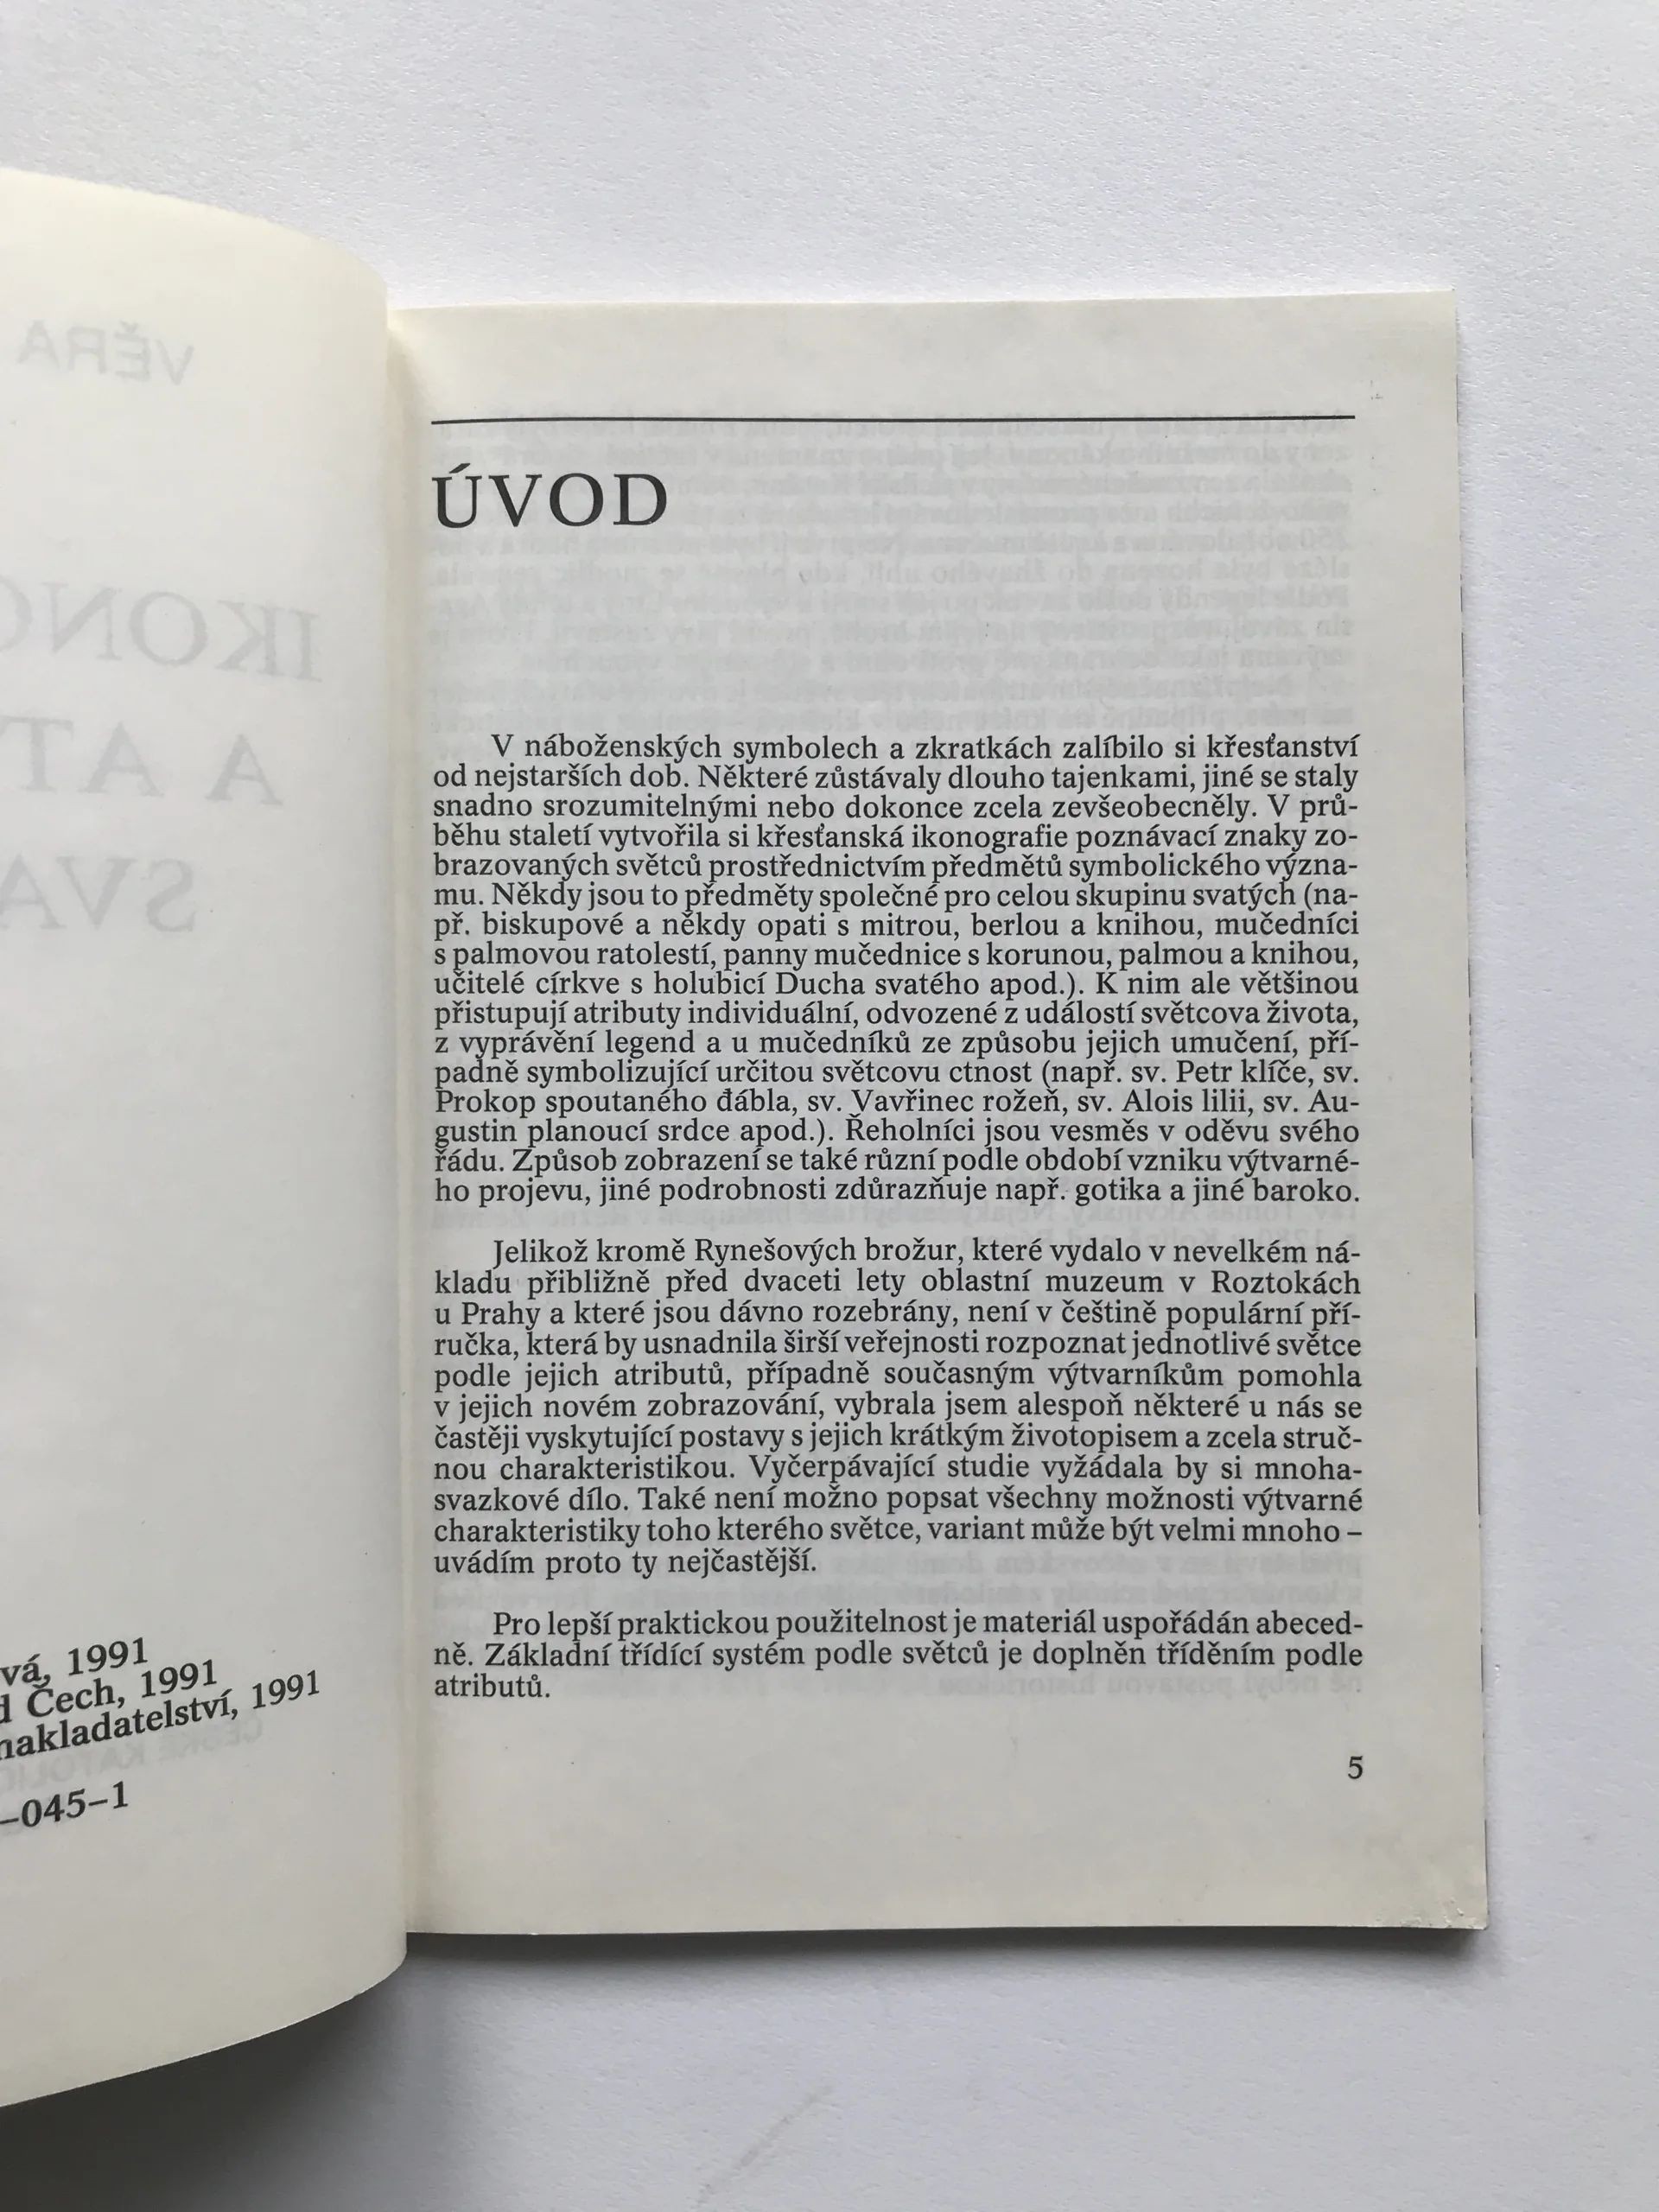 VĚRA
IKONO
A AT
SVA
vá, 1991
d Čech, 1991
nakladatelství, 1991
–045–1
ÚVOD
V náboženských symbolech a zkratkách zalíbilo si křesťanství
od nejstarších dob. Některé zůstávaly dlouho tajenkami, jiné se staly
snadno srozumitelnými nebo dokonce zcela zevšeobecněly. V prů-
běhu staletí vytvořila si křesťanská ikonografie poznávací znaky zo-
brazovaných světců prostřednictvím předmětů symbolického význa-
mu. Někdy jsou to předměty společné pro celou skupinu svatých (na-
př. biskupové a někdy opati s mitrou, berlou a knihou, mučedníci
s palmovou ratolestí, panny mučednice s korunou, palmou a knihou,
učitelé církve s holubicí Ducha svatého apod.). K nim ale většinou
přistupují atributy individuální, odvozené z událostí světcova života,
z vyprávění legend a u mučedníků ze způsobu jejich umučení, pří-
padně symbolizující určitou světcovu ctnost (např. sv. Petr klíče, sv.
Prokop spoutaného ďábla, sv. Vavřinec rožeň, sv. Alois lilii, sv. Au-
gustin planoucí srdce apod.). Řeholníci jsou vesměs v oděvu svého
řádu. Způsob zobrazení se také různí podle období vzniku výtvarné-
ho projevu, jiné podrobnosti zdůrazňuje např. gotika a jiné baroko.
Jelikož kromě Rynešových brožur, které vydalo v nevelkém ná-
kladu přibližně před dvaceti lety oblastní muzeum v Roztokách
u Prahy a které jsou dávno rozebrány, není v češtině populární pří-
ručka, která by usnadnila širší veřejnosti rozpoznat jednotlivé světce
podle jejich atributů, případně současným výtvarníkům pomohla
v jejich novém zobrazování, vybrala jsem alespoň některé u nás se
častěji vyskytující postavy s jejich krátkým životopisem a zcela struč-
nou charakteristikou. Vyčerpávající studie vyžádala by si mnoha-
svazkové dílo. Také není možno popsat všechny možnosti výtvarné
charakteristiky toho kterého světce, variant může být velmi mnoho –
uvádím proto ty nejčastější.
Pro lepší praktickou použitelnost je materiál uspořádán abeced-
ně. Základní třídící systém podle světců je doplněn tříděním podle
atributů.
5